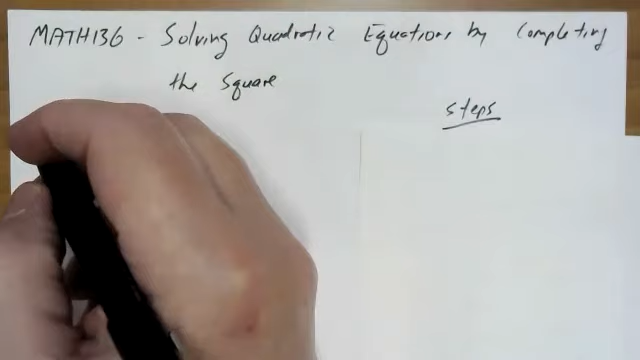 MATH136 - Solving Quadratic Equations by Completing
the Square
steps